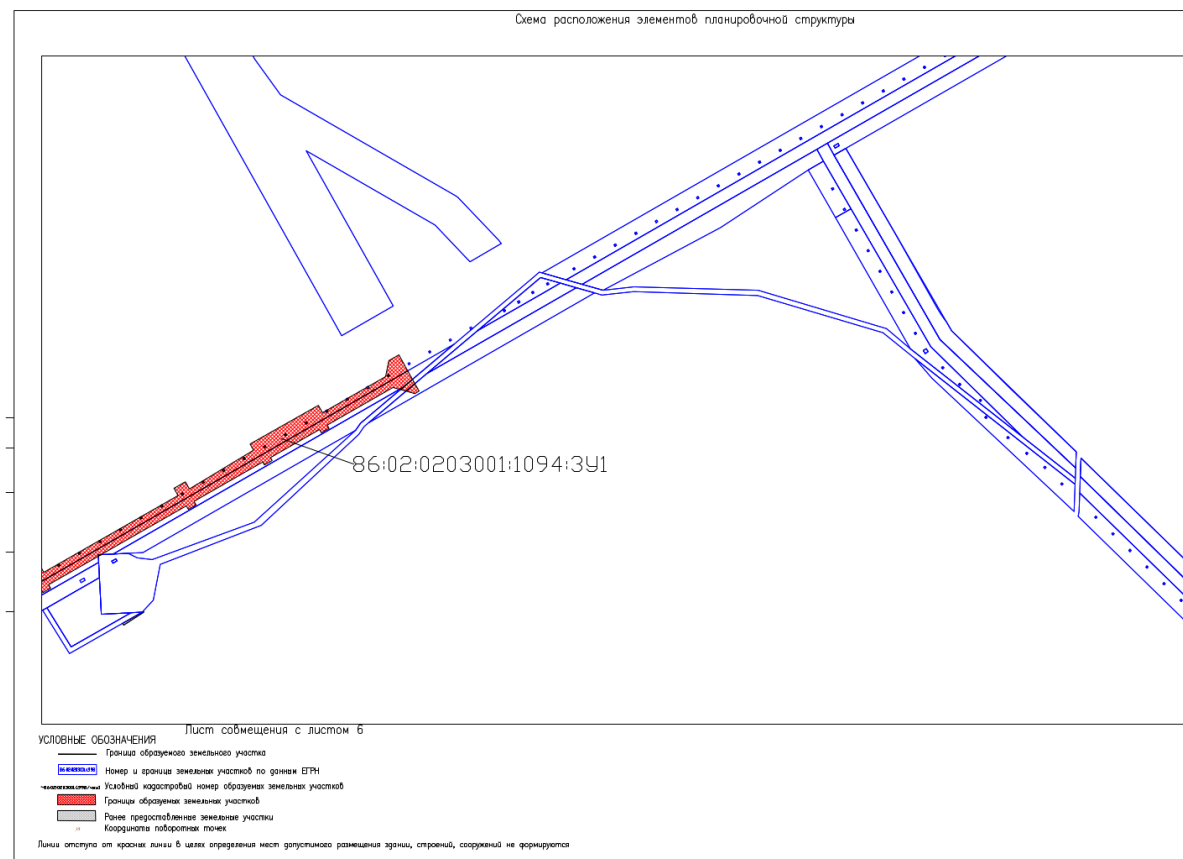 Схема расположения элементов планировочной структуры
86:02:0203001:1094:ЗУ1
Лист совмещения с листом 6
УСЛОВНЫЕ ОБОЗНАЧЕНИЯ
Граница образуемого земельного участка
Номер и границы земельных участков по данным ЕГРН
Условный кадастровый номер образуемых земельных участков
Границы образуемых земельных участков
Ранее предоставленные земельные участки
Координаты поворотных точек
Линии отступа от красных линии в целях определения мест допустимого размещения здании, строений, сооружений не формируются